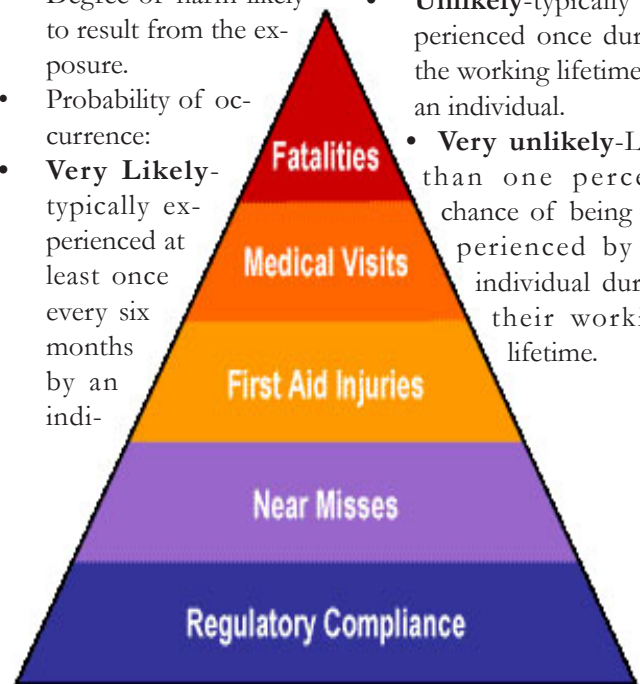 to result from the ex-
posure.
• Probability of oc-
currence:
• Very Likely-
typically ex-
perienced at
least once
every six
months
by an
indi-
Fatalities
Medical Visits
First Aid Injuries
Near Misses
Regulatory Compliance
perienced once dur
the working lifetime
an individual.
• Very unlikely-L
than one perce
chance of being
perienced by
individual dur
their worki
lifetime.